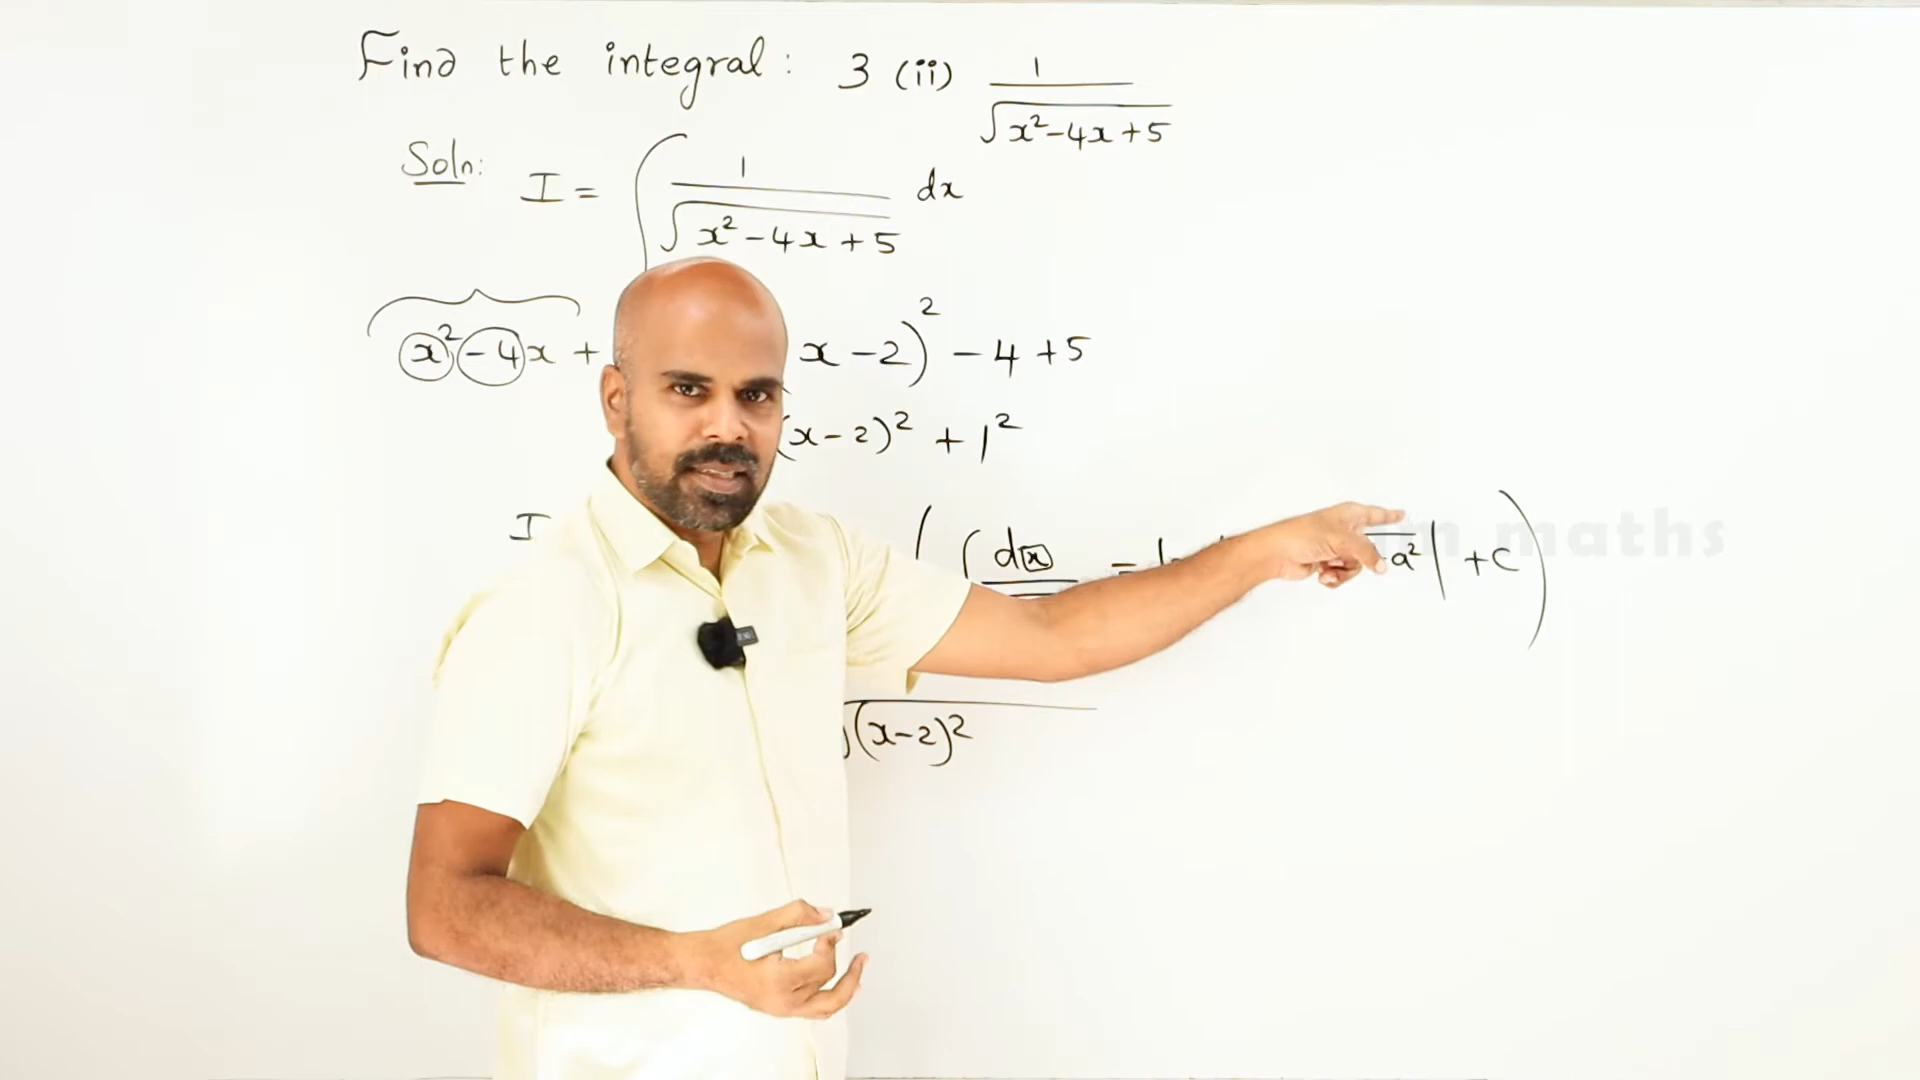 Find the integral: 3 (ii) 1/√(x²-4x+5)
Soln: I = ∫ 1/√(x²-4x+5) dx
x²-4x + x-2)² - 4 + 5
(x-2)² + 1²
I ( ∫ dx = a²| + c )
√(x-2)²
maths